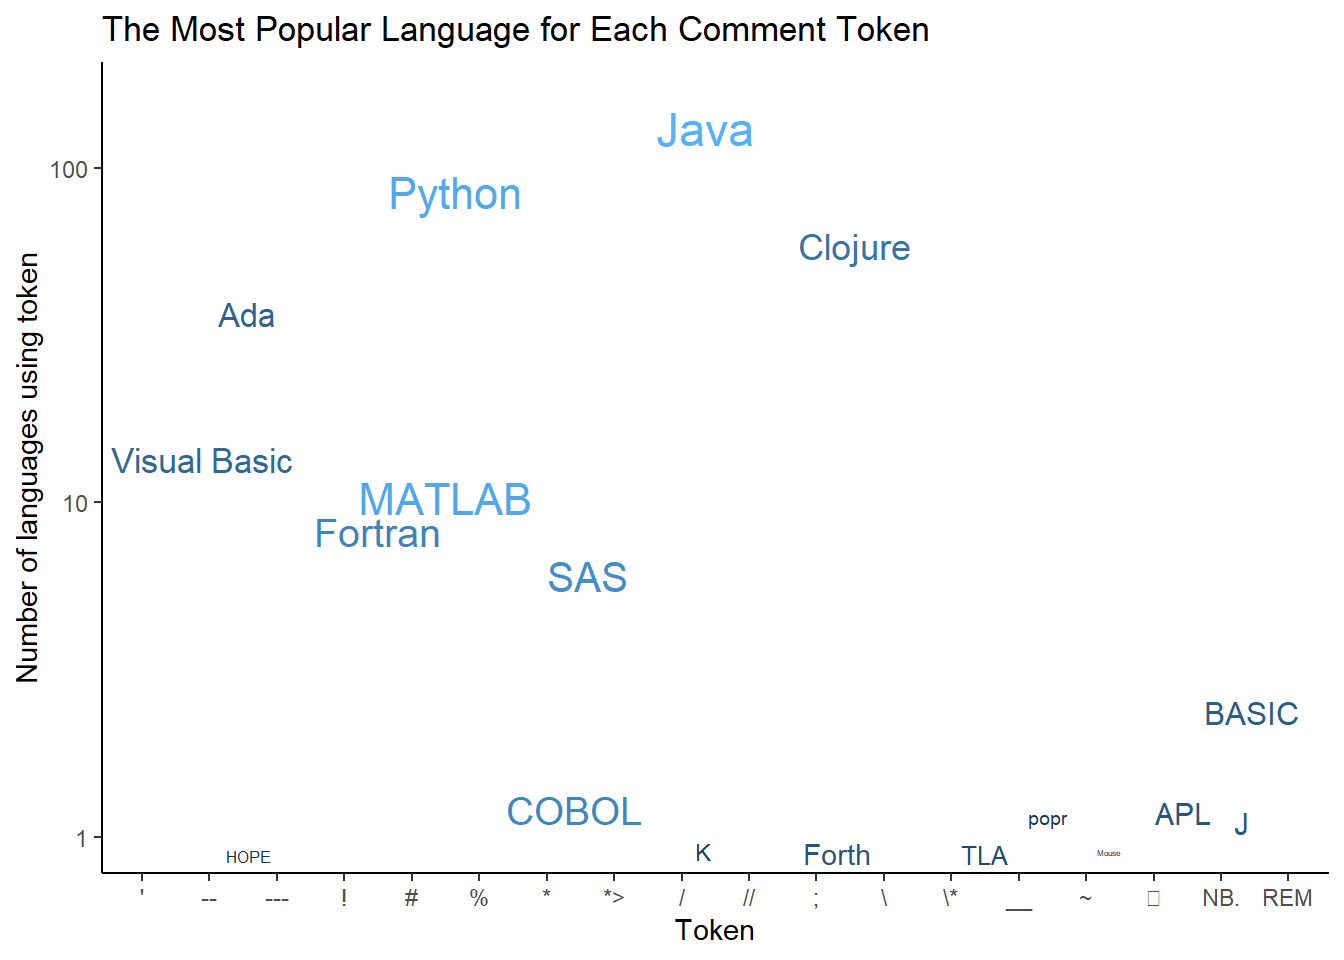 The Most Popular Language for Each Comment Token
Number of languages using token
100
10
1
Java
Python
Clojure
Ada
Visual Basic
MATLAB
Fortran
SAS
BASIC
COBOL
APL
J
popr
HOPE
K
Forth
TLA
Mouse
' -- --- ! # % * *> / // ; \ \* __ ~ NB. REM
Token